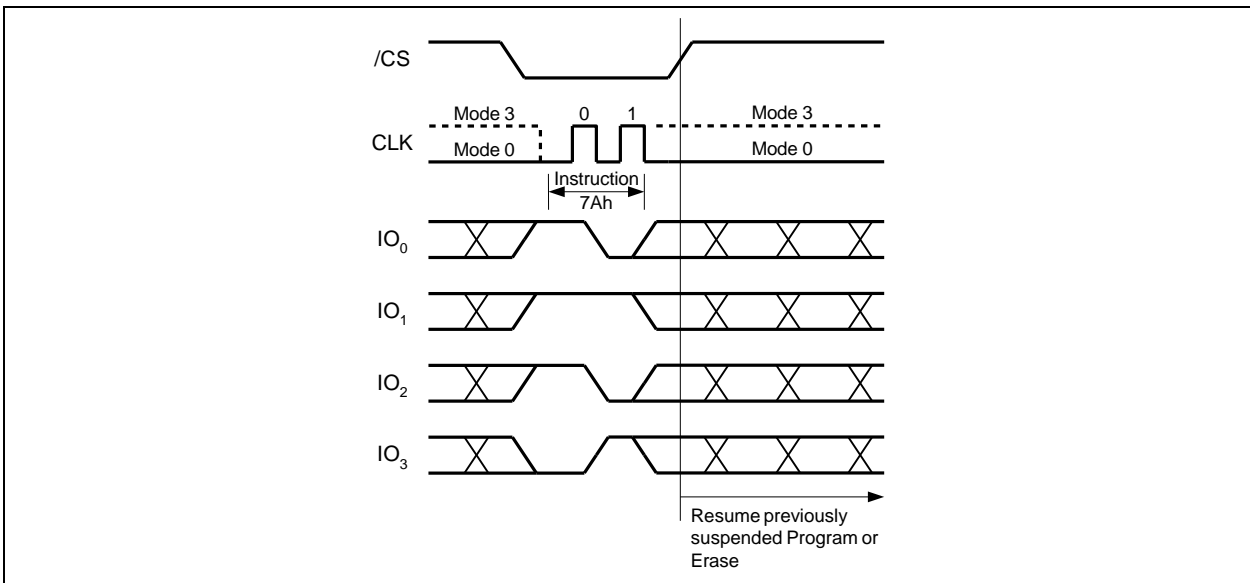 /CS
Mode 3 0 1 Mode 3
CLK
Mode 0 Mode 0
Instruction
7Ah
IO0
IO1
IO2
IO3
Resume previously
suspended Program or
Erase